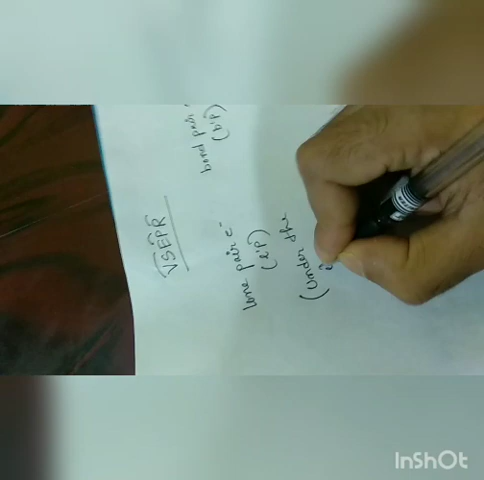 VSEPR
bond pair
(b.P)
lone pair =
(l.P)
(Under the
InShOt